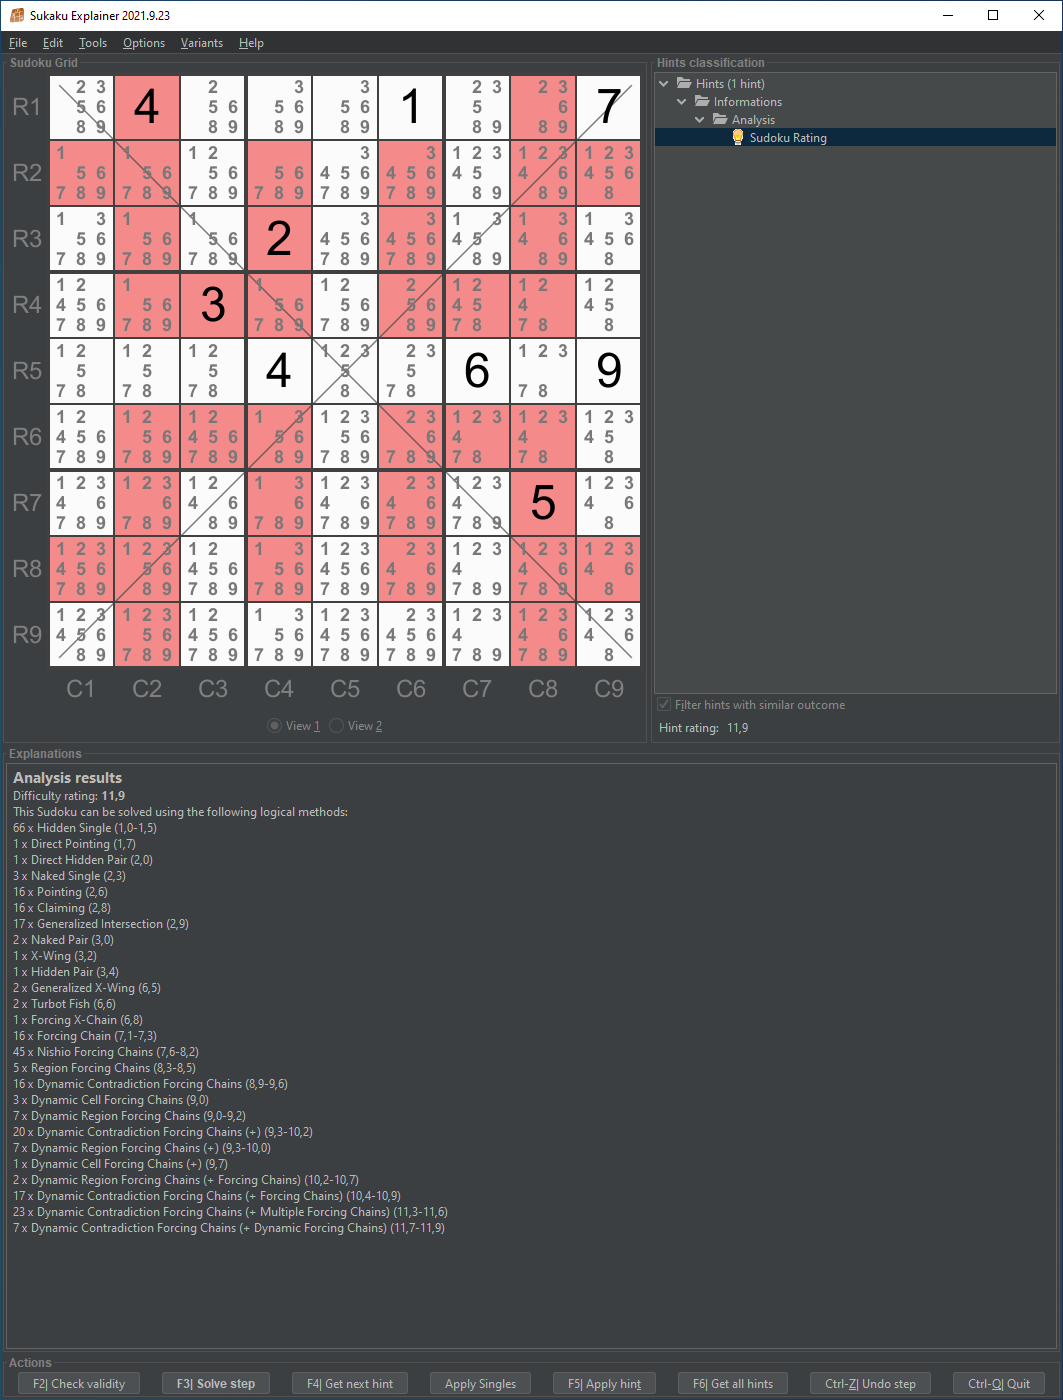 Sukaku Explainer 2021.9.23
File Edit Tools Options Variants Help
Sudoku Grid
2 3 2 3 3 2 3 2 3
R1 5 6 4 5 6 5 6 5 6 1 5 6 7
8 9 8 9 8 9 8 9 8 9 8 9
1 1 1 2 3 3 1 2 3 1 2 3 1 2 3
R2 5 6 5 6 5 6 5 6 4 5 6 4 5 6 4 5 4 6 4 5 6
7 8 9 7 8 9 7 8 9 7 8 9 7 8 9 7 8 9 8 9 8 9 8
1 3 1 1 3 3 1 3 1 3 1 3
R3 5 6 5 6 5 6 2 4 5 6 4 5 6 4 5 4 6 4 5 6
7 8 9 7 8 9 7 8 9 7 8 9 7 8 9 8 9 8 9 8
1 2 1 1 1 2 2 1 2 1 2 1 2
R4 4 5 6 5 6 3 5 6 5 6 5 6 4 5 4 4 5
7 8 9 7 8 9 7 8 9 7 8 9 8 9 7 8 7 8 8
1 2 1 2 1 2 1 2 3 2 3 1 2 3
R5 5 5 5 4 5 5 6 9
7 8 7 8 7 8 8 7 8 7 8
1 2 1 2 1 2 1 3 1 2 3 2 3 1 2 3 1 2 3 1 2 3
R6 4 5 6 5 6 4 5 6 5 6 5 6 6 4 4 4 5
7 8 9 7 8 9 7 8 9 8 9 7 8 9 7 8 9 7 8 7 8 8
1 2 3 1 2 3 1 2 1 3 1 2 3 2 3 1 2 3 1 2 3
R7 4 6 6 4 6 6 4 6 4 6 4 5 4 6
7 8 9 7 8 9 8 9 7 8 9 7 8 9 7 8 9 7 8 9 8
1 2 3 1 2 3 1 2 3 1 3 1 2 3 2 3 1 2 3 1 2 3 1 2 3
R8 4 5 6 5 6 4 5 6 5 6 4 5 6 4 6 4 4 6 4 6
7 8 9 8 9 7 8 9 7 8 9 7 8 9 7 8 9 7 8 9 7 8 9 8
1 2 3 1 2 3 1 2 3 1 3 1 2 3 2 3 1 2 3 1 2 3 1 2 3
R9 4 5 6 5 6 4 5 6 5 6 4 5 6 4 5 6 4 4 6 4 6
8 9 7 8 9 7 8 9 7 8 9 7 8 9 7 8 9 7 8 9 7 8 9 8
C1 C2 C3 C4 C5 C6 C7 C8 C9
View 1 View 2
Hints classification
Hints (1 hint)
Informations
Analysis
Sudoku Rating
Filter hints with similar outcome
Hint rating: 11,9
Explanations
Analysis results
Difficulty rating: 11,9
This Sudoku can be solved using the following logical methods:
66 x Hidden Single (1,0-1,5)
1 x Direct Pointing (1,7)
1 x Direct Hidden Pair (2,0)
3 x Naked Single (2,3)
16 x Pointing (2,6)
16 x Claiming (2,8)
17 x Generalized Intersection (2,9)
2 x Naked Pair (3,0)
1 x X-Wing (3,2)
1 x Hidden Pair (3,4)
2 x Generalized X-Wing (6,5)
2 x Turbot Fish (6,6)
1 x Forcing X-Chain (6,8)
16 x Forcing Chain (7,1-7,3)
45 x Nishio Forcing Chains (7,6-8,2)
5 x Region Forcing Chains (8,3-8,5)
16 x Dynamic Contradiction Forcing Chains (8,9-9,6)
3 x Dynamic Cell Forcing Chains (9,0)
7 x Dynamic Region Forcing Chains (9,0-9,2)
20 x Dynamic Contradiction Forcing Chains (+) (9,3-10,2)
7 x Dynamic Region Forcing Chains (+) (9,3-10,0)
1 x Dynamic Cell Forcing Chains (+) (9,7)
2 x Dynamic Region Forcing Chains (+ Forcing Chains) (10,2-10,7)
17 x Dynamic Contradiction Forcing Chains (+ Forcing Chains) (10,4-10,9)
23 x Dynamic Contradiction Forcing Chains (+ Multiple Forcing Chains) (11,3-11,6)
7 x Dynamic Contradiction Forcing Chains (+ Dynamic Forcing Chains) (11,7-11,9)
Actions
F2| Check validity F3| Solve step F4| Get next hint Apply Singles F5| Apply hint F6| Get all hints Ctrl-Z| Undo step Ctrl-Q| Quit